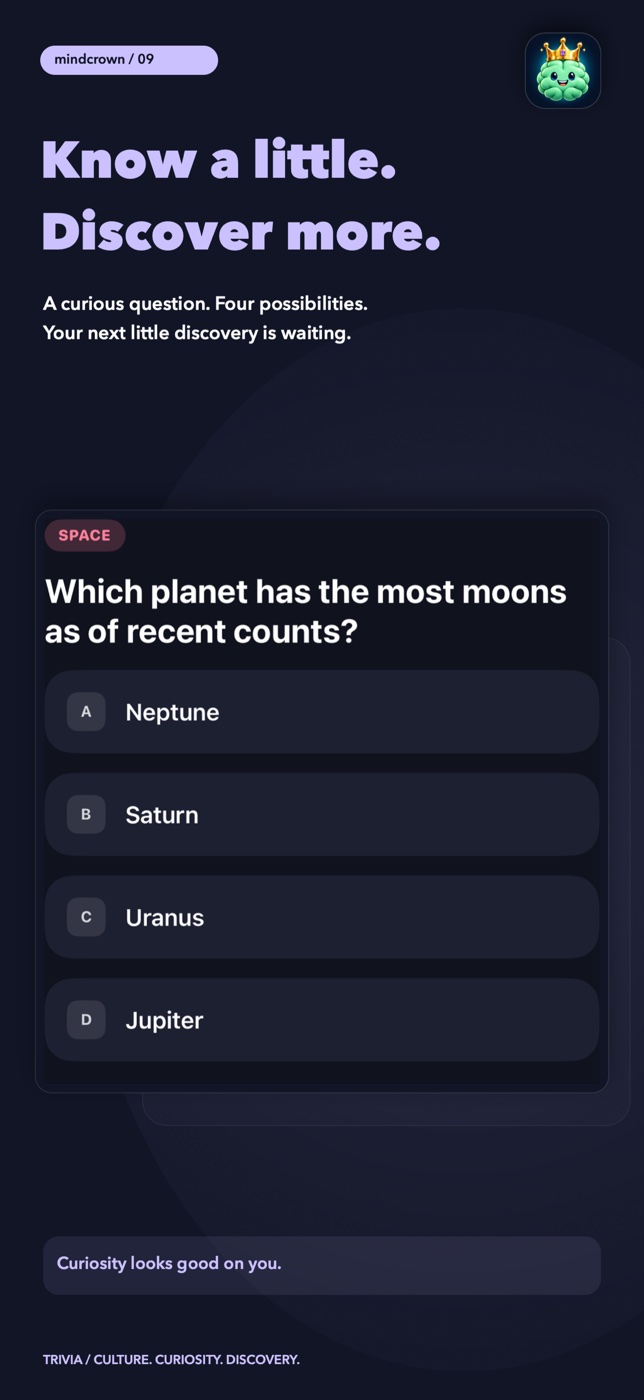 mindcrown / 09
Know a little.
Discover more.
A curious question. Four possibilities.
Your next little discovery is waiting.
SPACE
Which planet has the most moons
as of recent counts?
A Neptune
B Saturn
C Uranus
D Jupiter
Curiosity looks good on you.
TRIVIA / CULTURE. CURIOSITY. DISCOVERY.